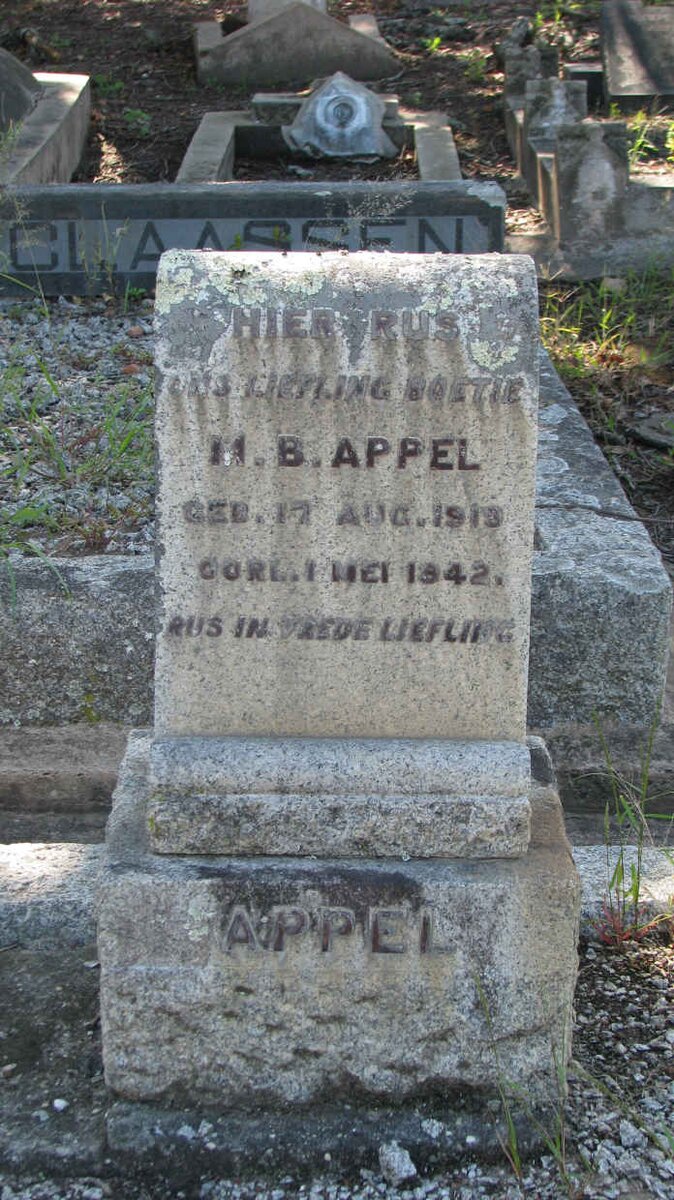 CLAASSEN
HIER RUS
ONS LIEFLING BOETIE
M. B. APPEL
GEB. 17 AUG. 1919
OORL. 1 MEI 1942.
RUS IN VREDE LIEFLING
APPEL